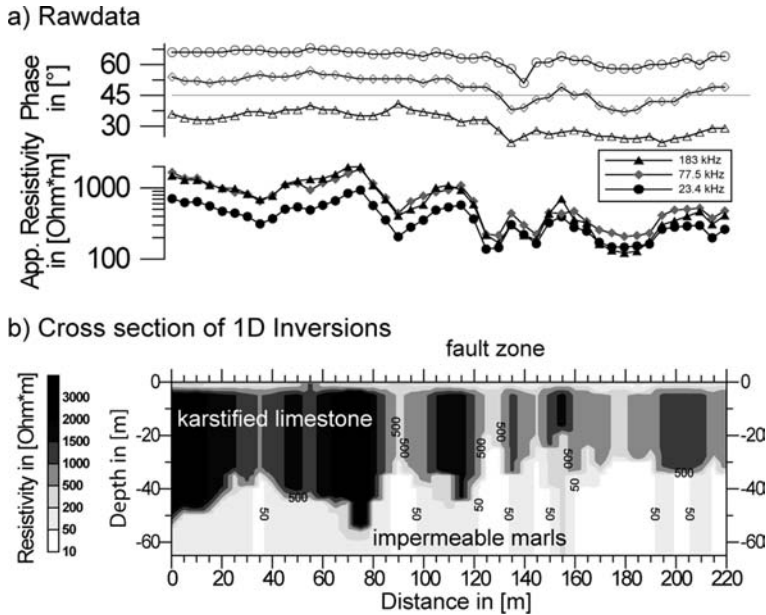 a) Rawdata
Phase
in [°]
60
45
30
App. Resistivity
in [Ohm*m]
1000
100
183 kHz
77.5 kHz
23.4 kHz
b) Cross section of 1D Inversions
fault zone
Resistivity in [Ohm*m]
3000
2000
1500
1000
500
200
50
10
Depth in [m]
0
-20
-40
-60
0
-20
-40
-60
karstified limestone
500
500
500
500
50
500
50
50
50
500
50
500
50
50
impermeable marls
0 20 40 60 80 100 120 140 160 180 200 220
Distance in [m]